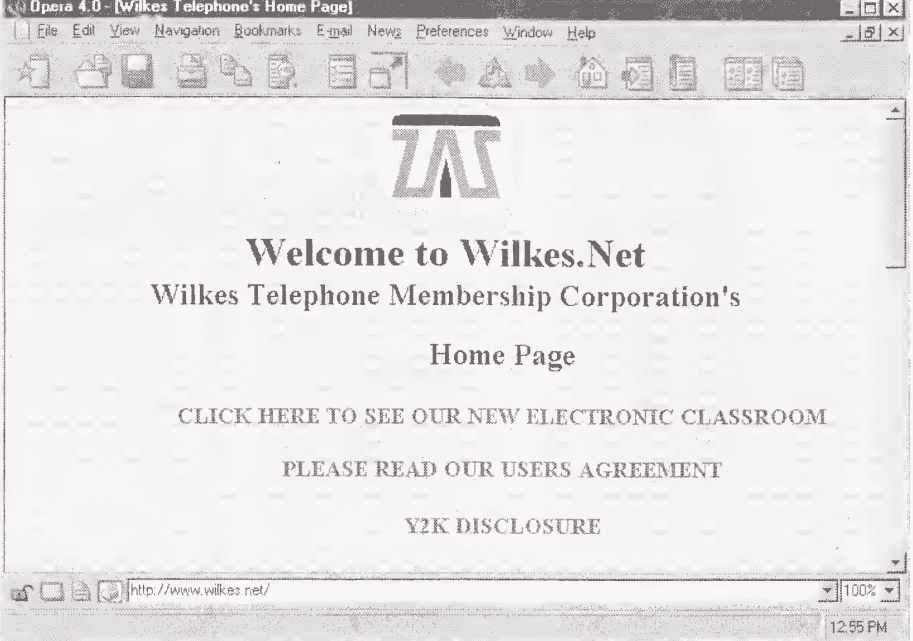 Opera 4.0 - [Wilkes Telephone's Home Page]
File Edit View Navigation Bookmarks E-mail News Preferences Window Help
Welcome to Wilkes.Net
Wilkes Telephone Membership Corporation's
Home Page
CLICK HERE TO SEE OUR NEW ELECTRONIC CLASSROOM
PLEASE READ OUR USERS AGREEMENT
Y2K DISCLOSURE
http://www.wilkes.net/ 100%
12:55 PM